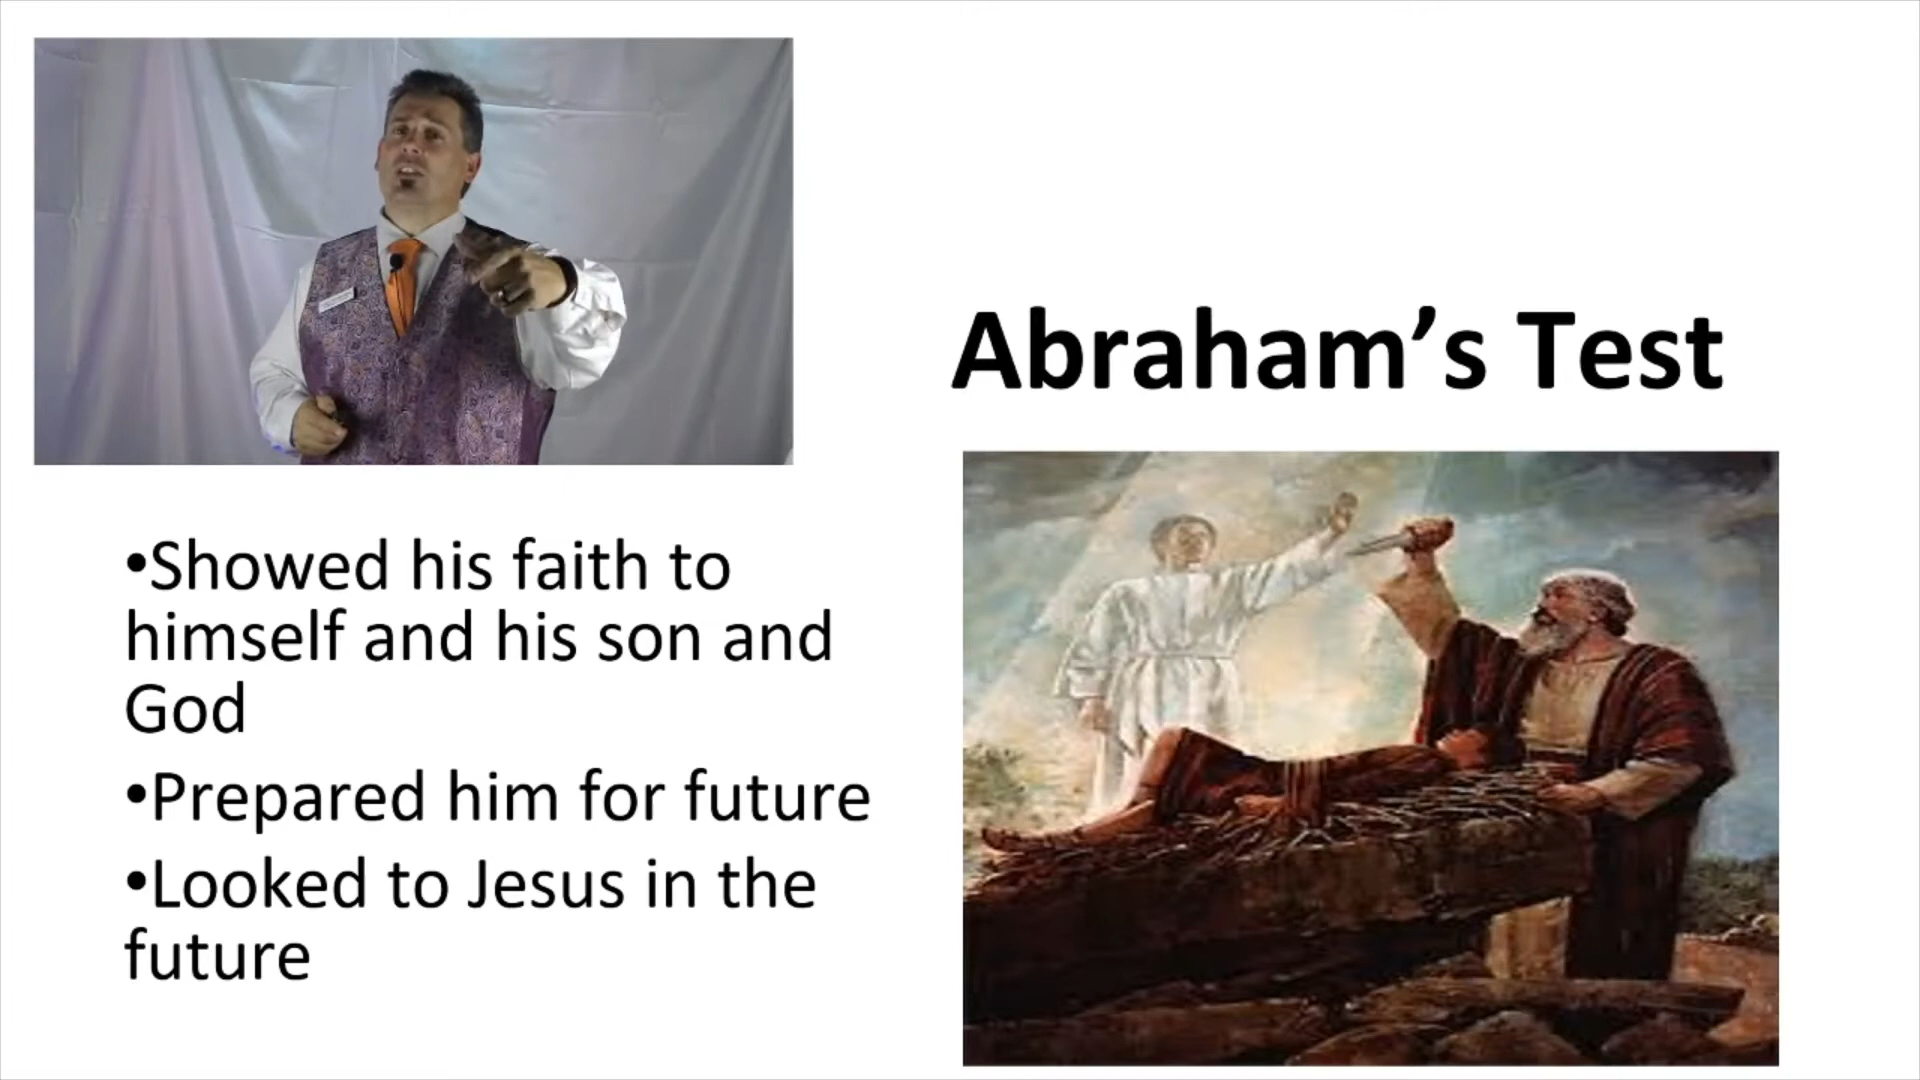 Abraham’s Test
•Showed his faith to
himself and his son and
God
•Prepared him for future
•Looked to Jesus in the
future